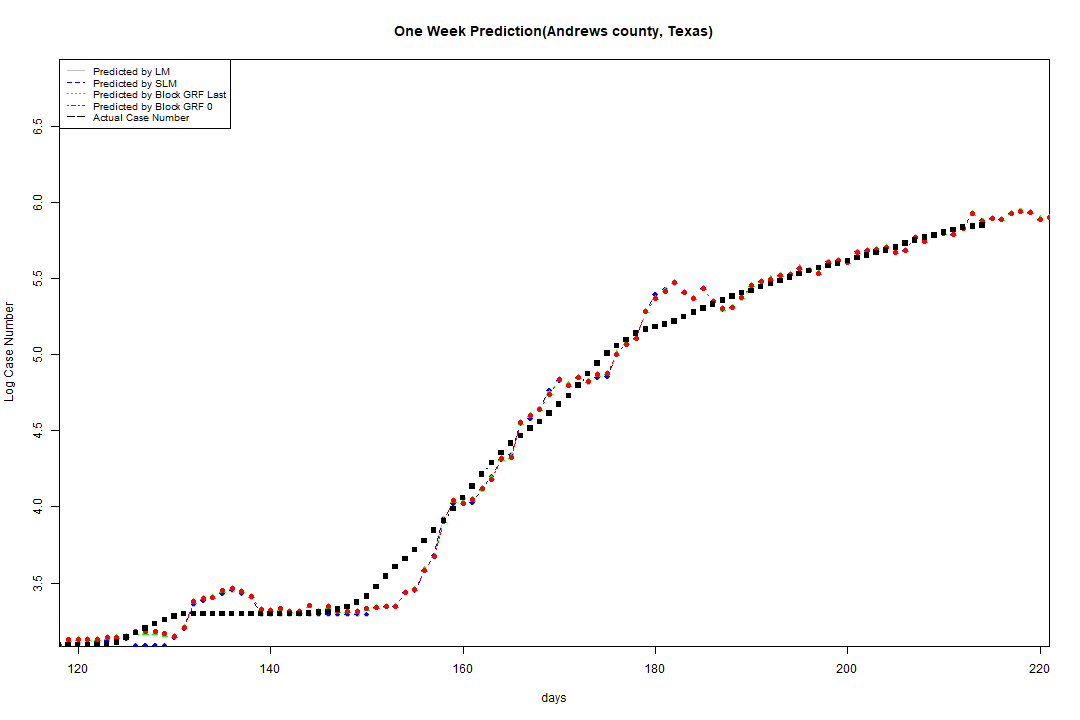 One Week Prediction(Andrews county, Texas)
Predicted by LM
Predicted by SLM
Predicted by Block GRF Last
Predicted by Block GRF 0
Actual Case Number
6.5
6.0
5.5
5.0
4.5
4.0
3.5
Log Case Number
120 140 160 180 200 220
days